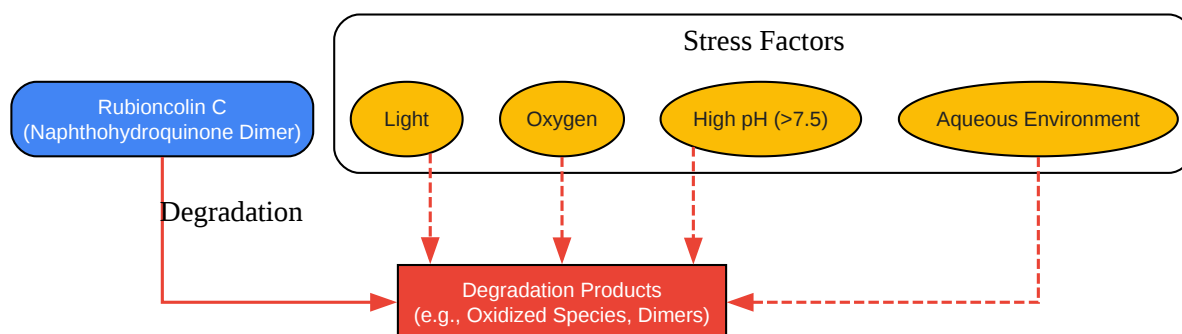 Stress Factors
Rubioncolin C
(Naphthohydroquinone Dimer)
Light
Oxygen
High pH (>7.5)
Aqueous Environment
Degradation
Degradation Products
(e.g., Oxidized Species, Dimers)